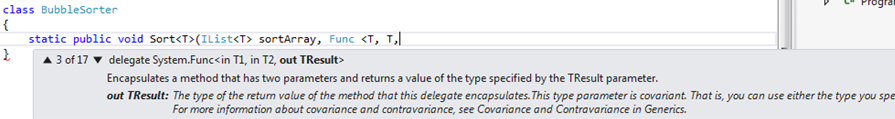 class BubbleSorter
{
static public void Sort<T>(IList<T> sortArray, Func <T, T,
}
▲ 3 of 17 ▼ delegate System.Func<in T1, in T2, out TResult>
Encapsulates a method that has two parameters and returns a value of the type specified by the TResult parameter.
out TResult: The type of the return value of the method that this delegate encapsulates.This type parameter is covariant. That is, you can use either the type you spe
For more information about covariance and contravariance, see Covariance and Contravariance in Generics.
C# Program